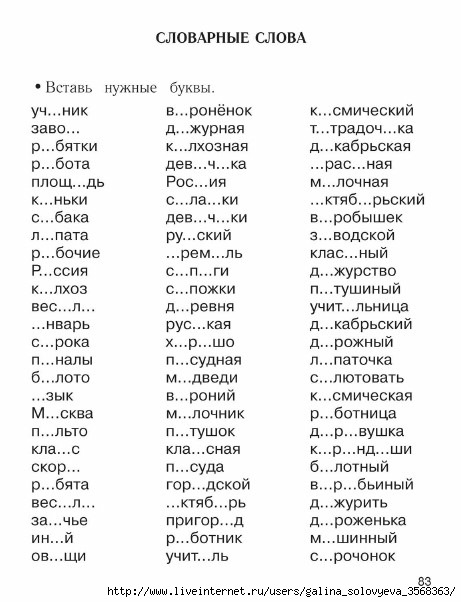 СЛОВАРНЫЕ СЛОВА
• Вставь нужные буквы.
уч...ник
заво...
р...бятки
р...бота
площ...дь
к...ньки
с...бака
л...пата
р...бочие
Р...ссия
к...лхоз
вес...л...
...нварь
с...рока
п...налы
б...лото
...зык
М...сква
п...льто
кла...с
скор...
р...бята
вес...л...
за...чье
ин...й
ов...щи
в...ронёнок
д...журная
к...лхозная
дев...ч...ка
Рос...ия
с...ла...ки
дев...ч...ки
ру...ский
...рем...ль
с...п...ги
с...пожки
д...ревня
рус...кая
х...р...шо
п...судная
м...дведи
в...роний
м...лочник
п...тушок
кла...сная
п...суда
гор...дской
...ктяб...рь
пригор...д
р...ботник
учит...ль
к...смический
т...традоч...ка
д...кабрьская
...рас...ная
м...лочная
...ктяб...рьский
в...робышек
з...водской
клас...ный
д...журство
п...тушиный
учит...льница
д...кабрьский
д...рожный
л...паточка
с...лютовать
к...смическая
р...ботница
д...р...вушка
к...р...нд...ши
б...лотный
в...р...бьиный
д...журить
д...роженька
м...шинный
с...рочонок
83
http://www.liveinternet.ru/users/galina_solovyeva_3568363/